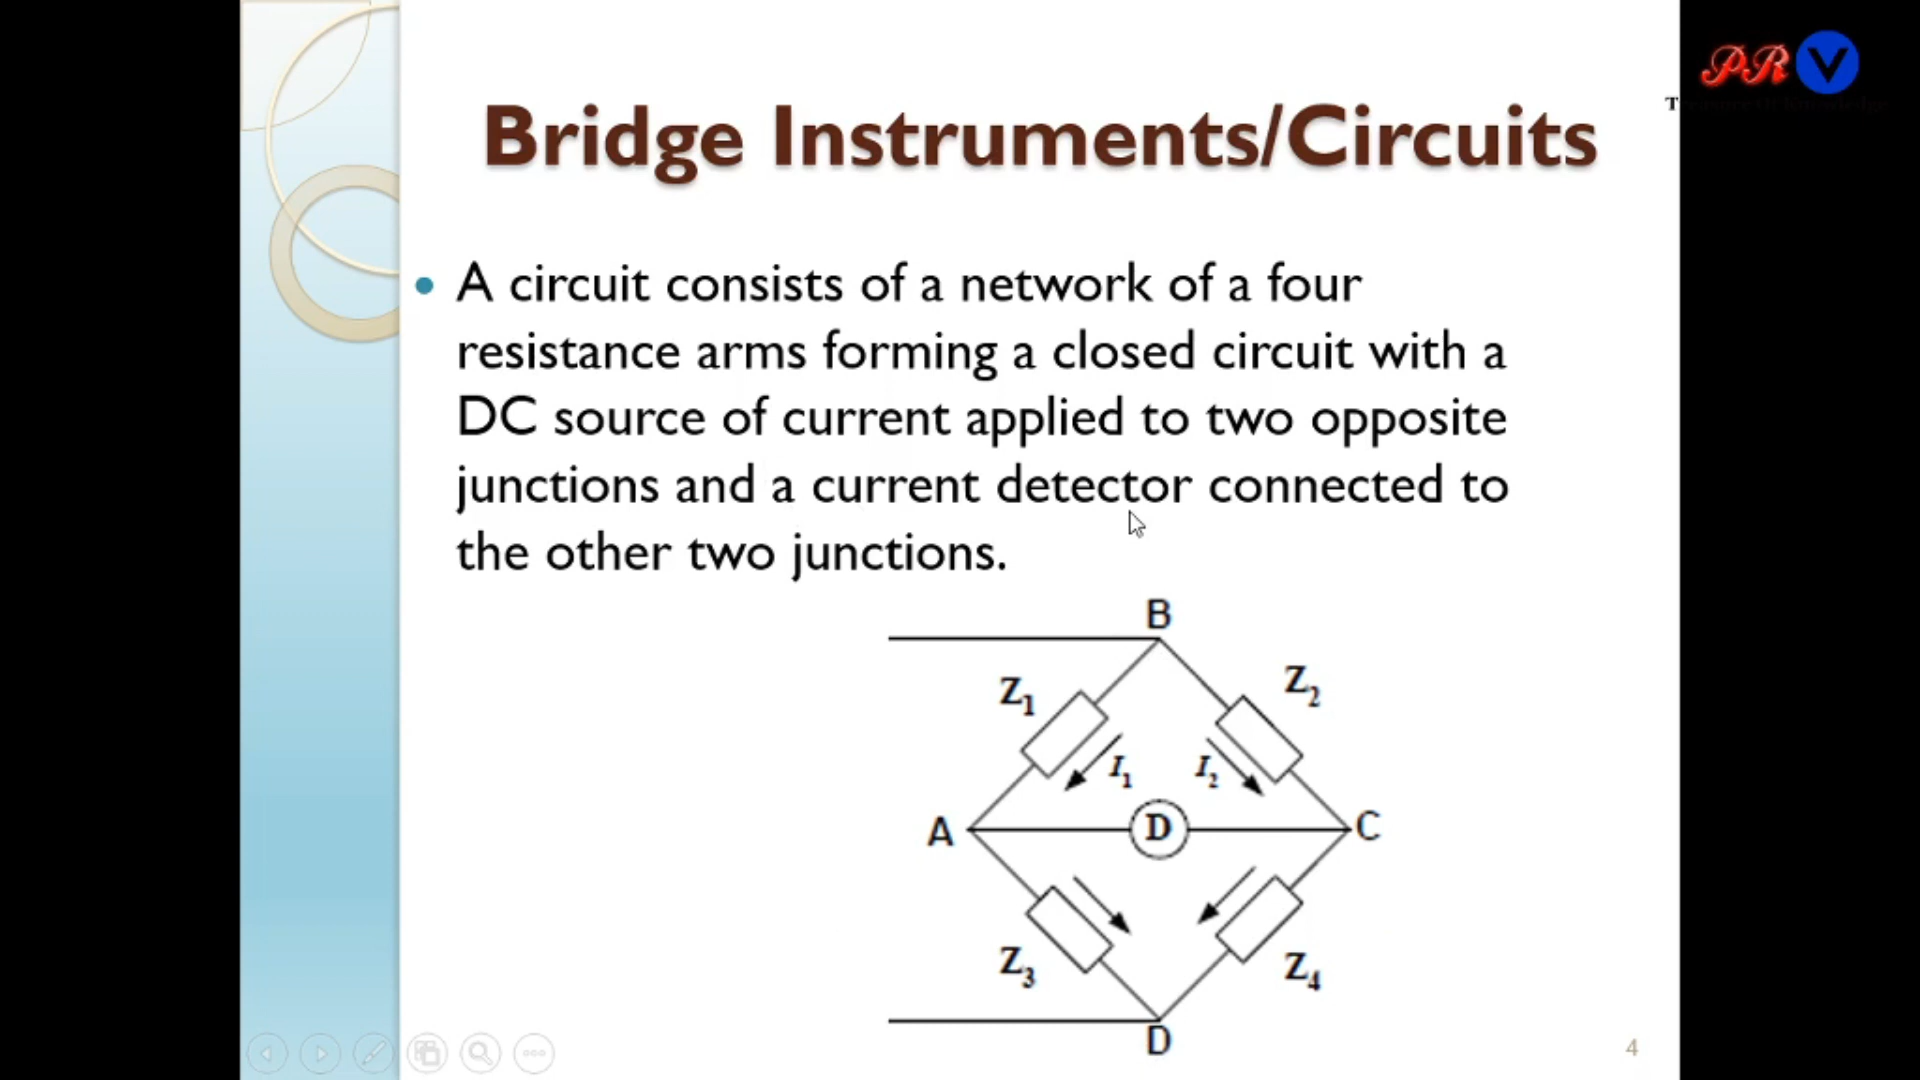 PR V
T
Bridge Instruments/Circuits
• A circuit consists of a network of a four
resistance arms forming a closed circuit with a
DC source of current applied to two opposite
junctions and a current detector connected to
the other two junctions.
B
Z1
Z2
I1
I2
A
D
C
Z3
Z4
D
4